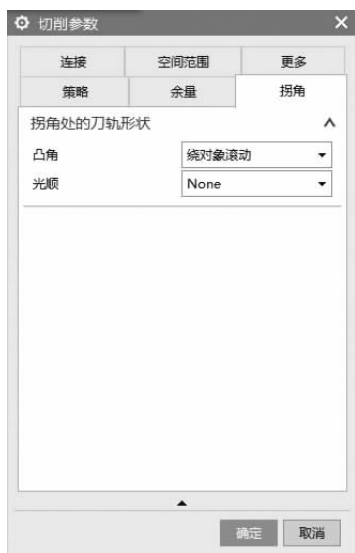 切削参数
连接 空间范围 更多
策略 余量 拐角
拐角处的刀轨形状
凸角 绕对象滚动
光顺 None
确定 取消